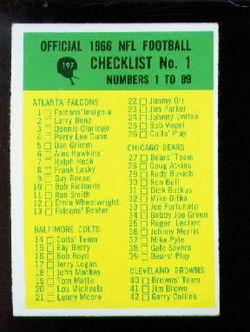 OFFICIAL 1966 NFL FOOTBALL
197
CHECKLIST No. 1
NUMBERS 1 TO 99
ATLANTA FALCONS
1 Falcons' Insignia
2 Larry Benz
3 Dennis Claridge
4 Perry Lee Dunn
5 Dan Grimm
6 Alex Hawkins
7 Ralph Heck
8 Frank Lasky
9 Guy Reese
10 Bob Richards
11 Ron Smith
12 Ernie Wheelwright
13 Falcons' Roster
BALTIMORE COLTS
14 Colts' Team
15 Ray Berry
16 Bob Boyd
17 Jerry Logan
18 John Mackey
19 Tom Matte
20 Lou Michaels
21 Lenny Moore
22 Jimmy Orr
23 Jim Parker
24 Johnny Unitas
25 Bob Vogel
26 Colts' Play
CHICAGO BEARS
27 Bears' Team
28 Doug Atkins
29 Rudy Bukich
30 Ron Bull
31 Dick Butkus
32 Mike Ditka
33 Joe Fortunato
34 Bobby Joe Green
35 Roger Leclerc
36 Johnny Morris
37 Mike Pyle
38 Gale Sayers
39 Bears' Play
CLEVELAND BROWNS
40 Browns' Team
41 Jim Brown
42 Gary Collins